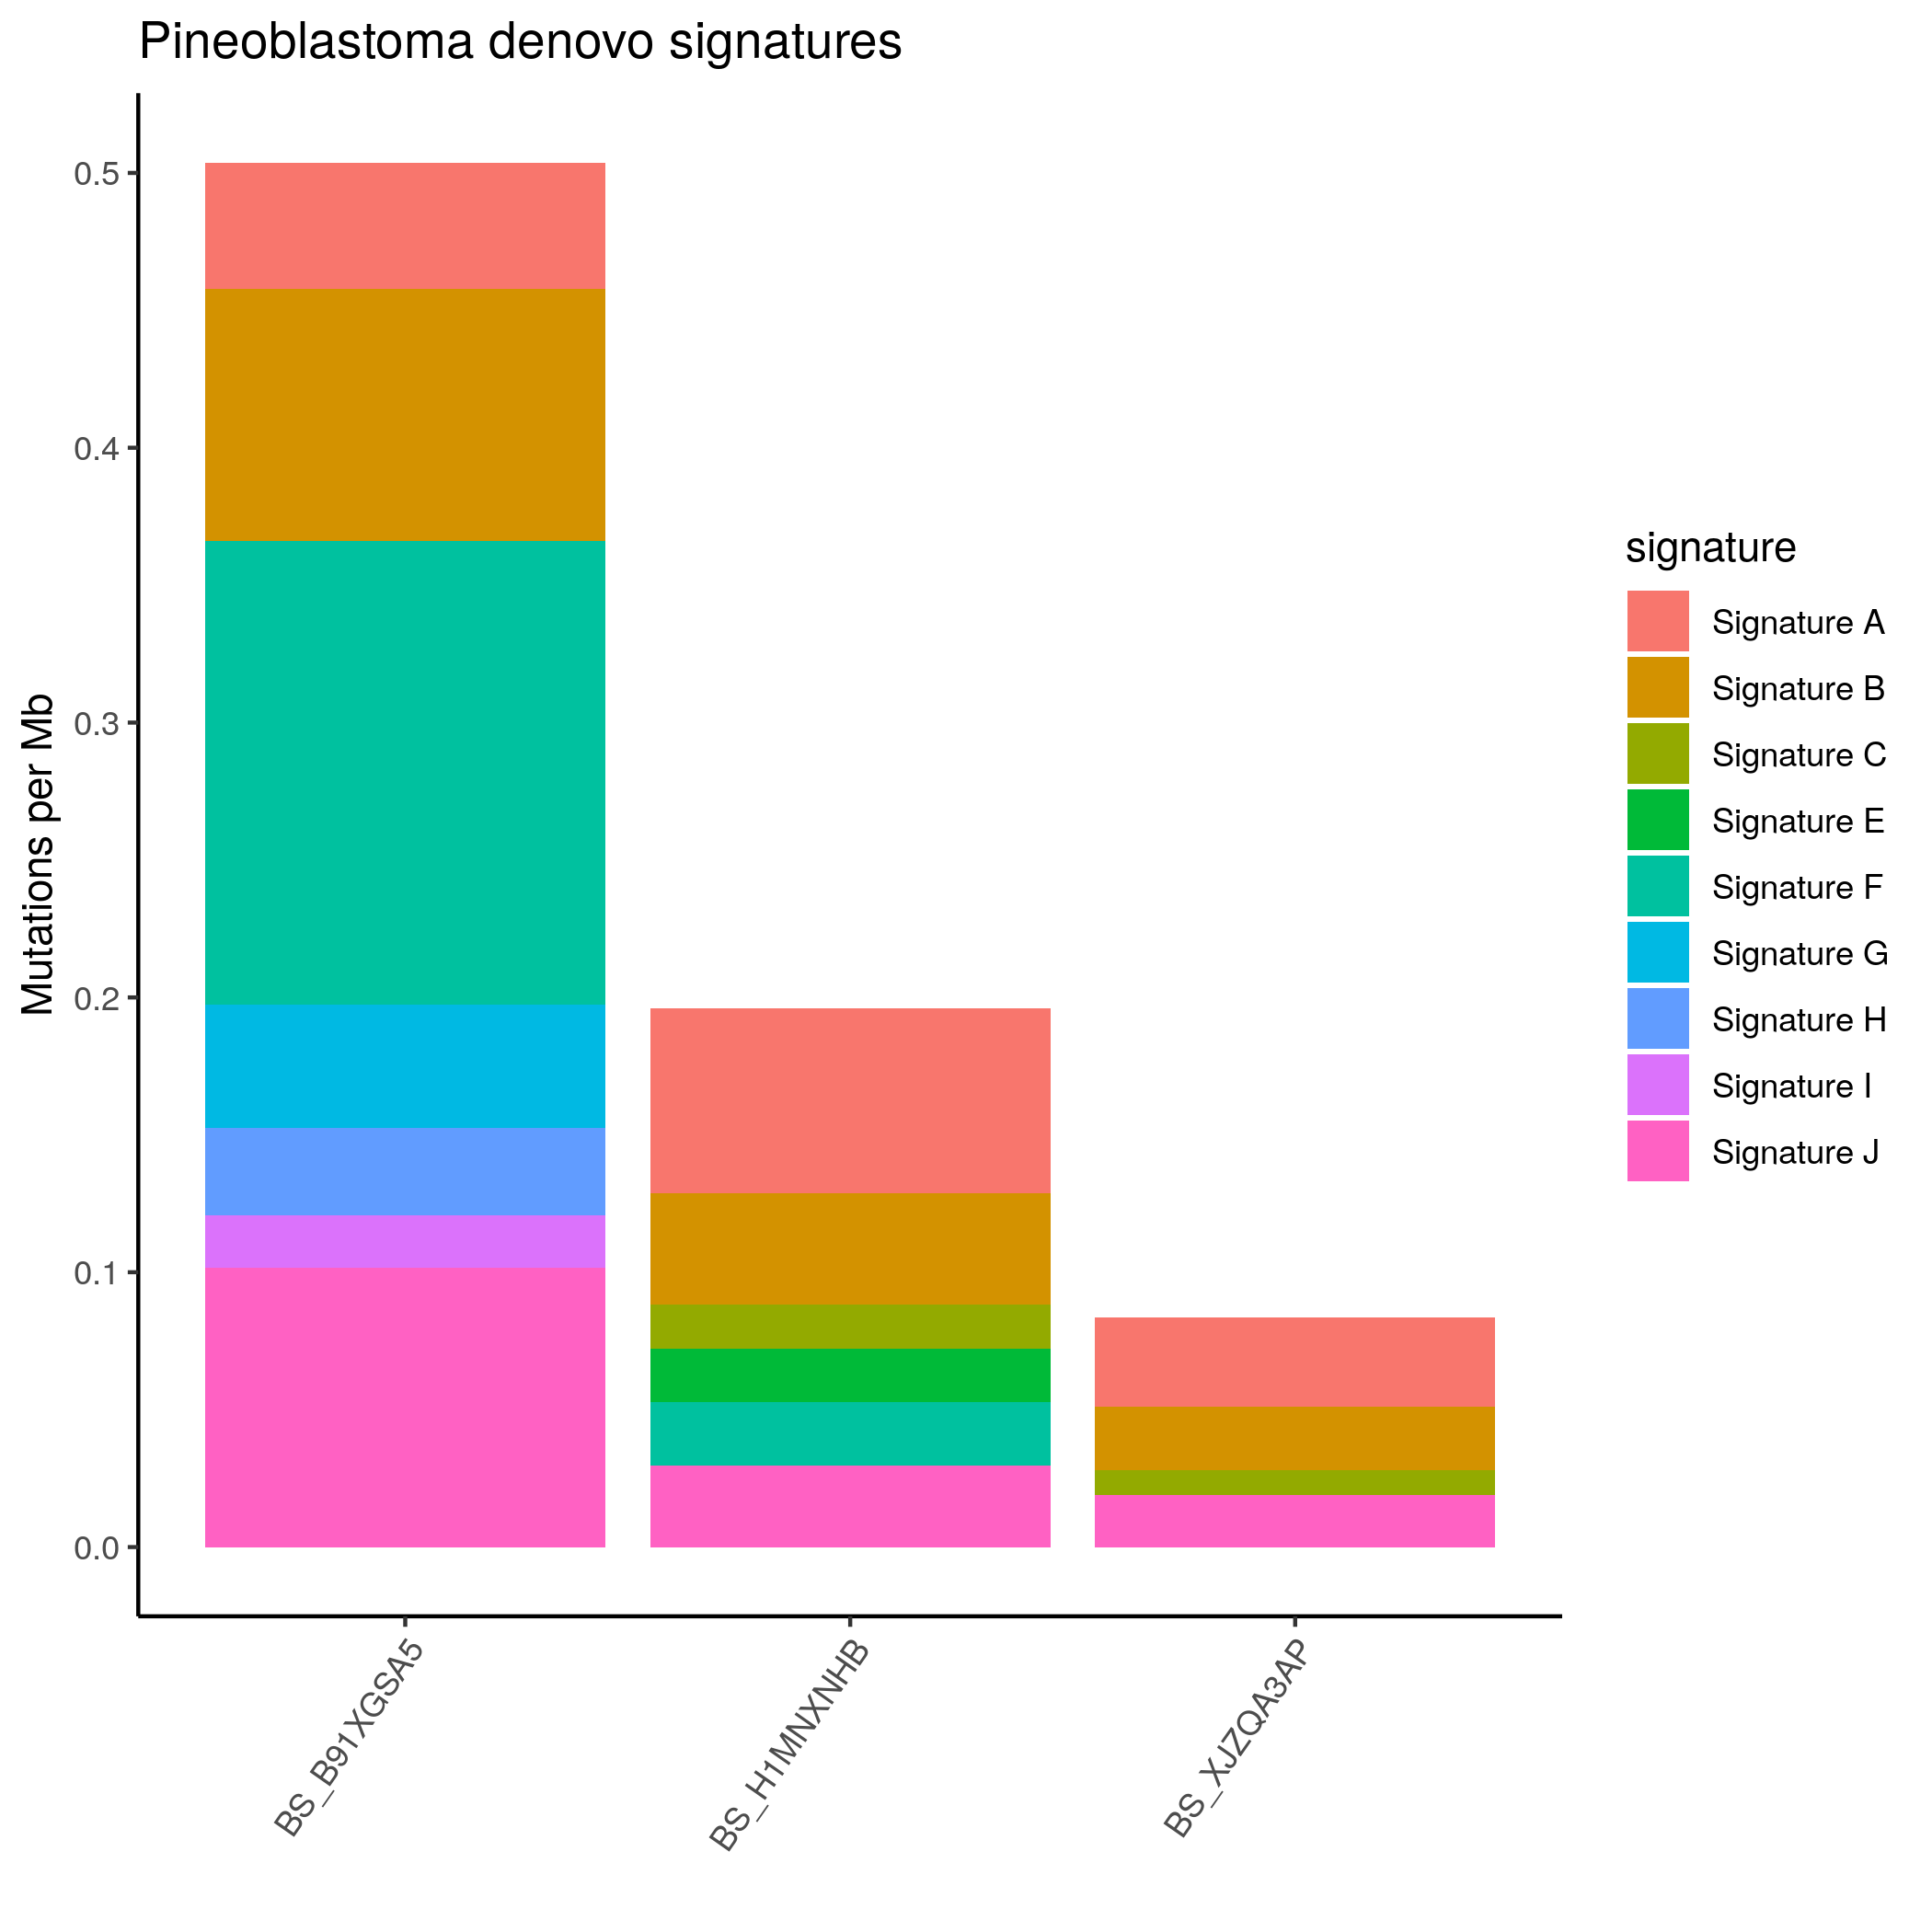 Pineoblastoma denovo signatures
Mutations per Mb
0.5
0.4
0.3
0.2
0.1
0.0
BS_B91XGSA5
BS_H1MNXNHB
BS_XJZQA3AP
signature
Signature A
Signature B
Signature C
Signature E
Signature F
Signature G
Signature H
Signature I
Signature J